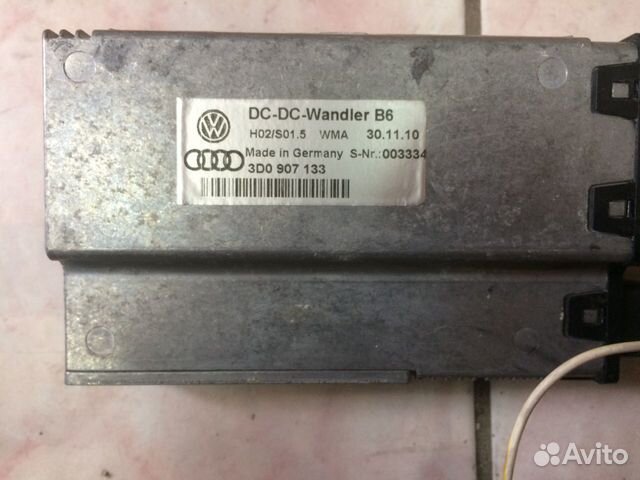 DC-DC-Wandler B6
H02/S01.5 WMA 30.11.10
Made in Germany S-Nr.:003334
3D0 907 133
Avito